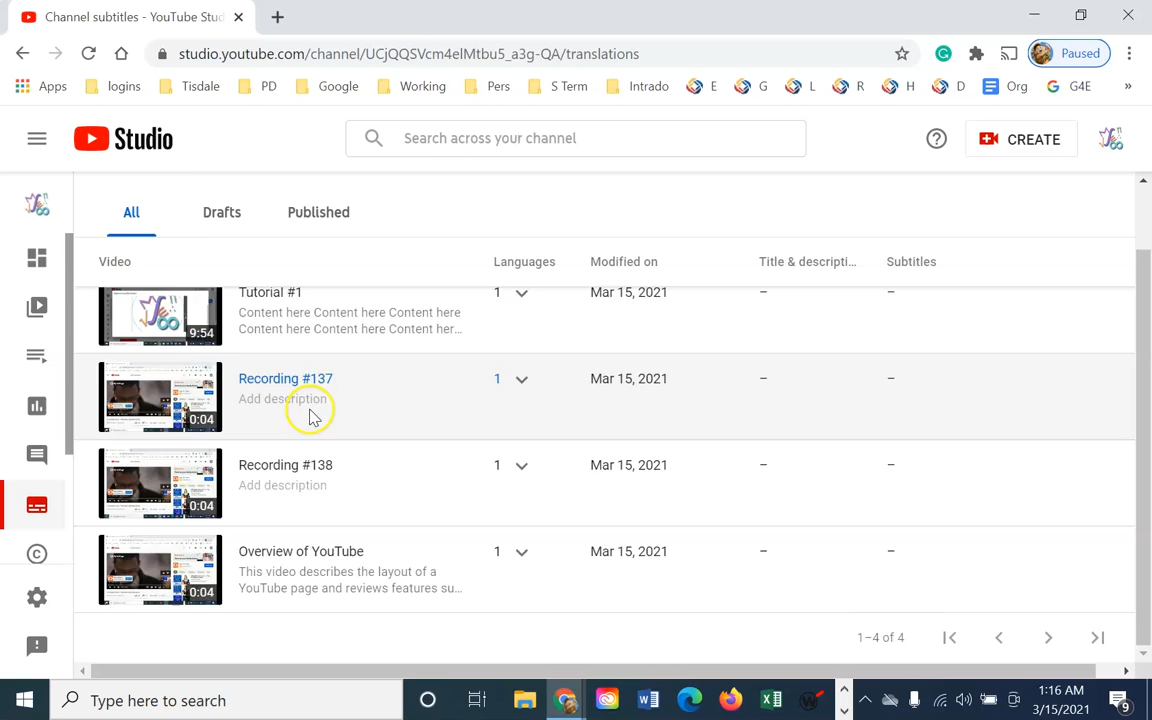 Channel subtitles - YouTube Stud
studio.youtube.com/channel/UCjQQSVcm4elMtbu5_a3g-QA/translations
Paused
Apps logins Tisdale PD Google Working Pers S Term Intrado E G L R H D Org G4E »
Studio
Search across your channel
CREATE
All Drafts Published
Video Languages Modified on Title & descripti... Subtitles
Tutorial #1 1 Mar 15, 2021 – –
Content here Content here Content here
Content here Content here Content her...
9:54
Recording #137 1 Mar 15, 2021 – –
Add description
0:04
Recording #138 1 Mar 15, 2021 – –
Add description
0:04
Overview of YouTube 1 Mar 15, 2021 – –
This video describes the layout of a
YouTube page and reviews features su...
0:04
1–4 of 4
Type here to search
1:16 AM
3/15/2021
9